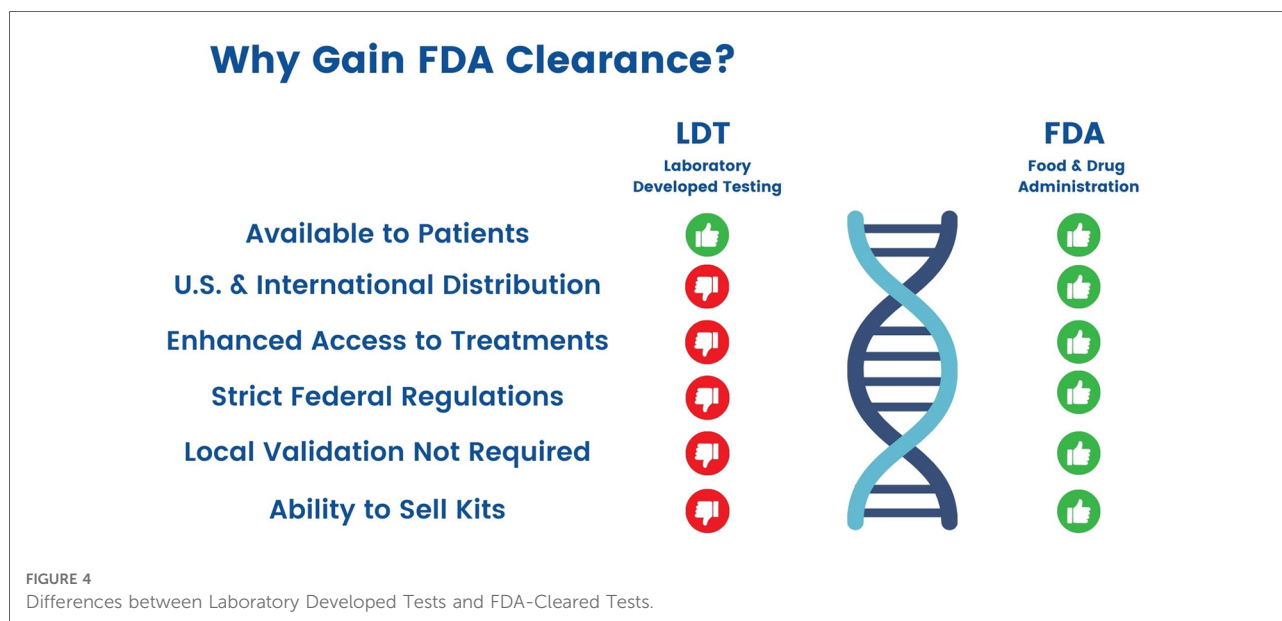 Why Gain FDA Clearance?
LDT
Laboratory
Developed Testing
FDA
Food & Drug
Administration
Available to Patients
U.S. & International Distribution
Enhanced Access to Treatments
Strict Federal Regulations
Local Validation Not Required
Ability to Sell Kits
FIGURE 4
Differences between Laboratory Developed Tests and FDA-Cleared Tests.